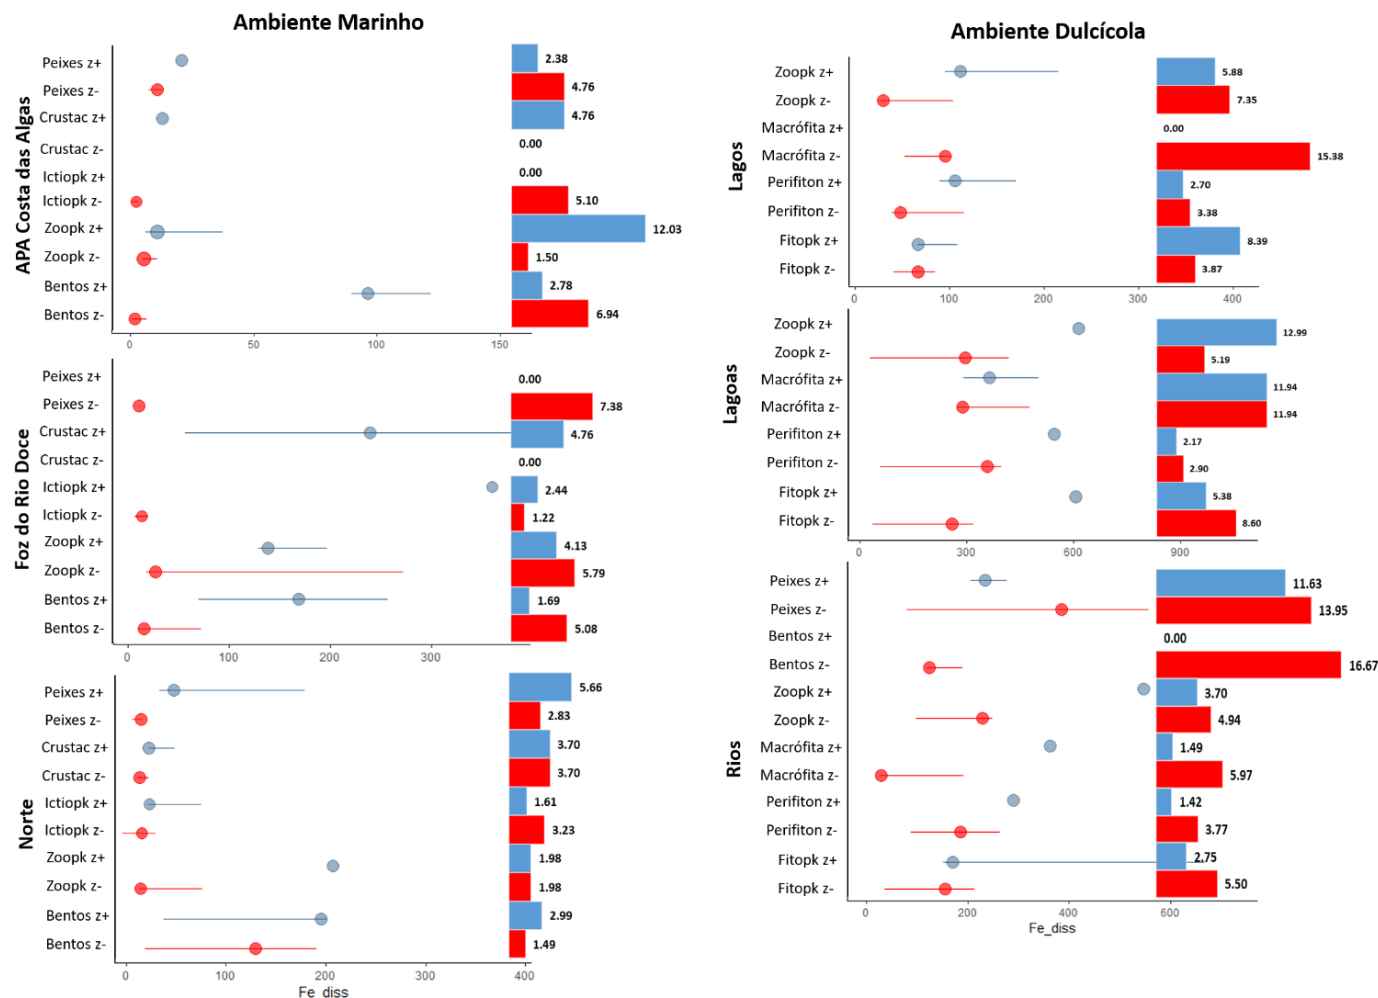 Ambiente Marinho
APA Costa das Algas
Peixes z+ 2.38
Peixes z- 4.76
Crustac z+ 4.76
Crustac z- 0.00
Ictiopk z+ 0.00
Ictiopk z- 5.10
Zoopk z+ 12.03
Zoopk z- 1.50
Bentos z+ 2.78
Bentos z- 6.94
0 50 100 150
Foz do Rio Doce
Peixes z+ 0.00
Peixes z- 7.38
Crustac z+ 4.76
Crustac z- 0.00
Ictiopk z+ 2.44
Ictiopk z- 1.22
Zoopk z+ 4.13
Zoopk z- 5.79
Bentos z+ 1.69
Bentos z- 5.08
0 100 200 300
Norte
Peixes z+ 5.66
Peixes z- 2.83
Crustac z+ 3.70
Crustac z- 3.70
Ictiopk z+ 1.61
Ictiopk z- 3.23
Zoopk z+ 1.98
Zoopk z- 1.98
Bentos z+ 2.99
Bentos z- 1.49
0 100 200 300 400
Fe_diss
Ambiente Dulcícola
Lagos
Zoopk z+ 5.88
Zoopk z- 7.35
Macrófita z+ 0.00
Macrófita z- 15.38
Perifiton z+ 2.70
Perifiton z- 3.38
Fitopk z+ 8.39
Fitopk z- 3.87
0 100 200 300 400
Lagoas
Zoopk z+ 12.99
Zoopk z- 5.19
Macrófita z+ 11.94
Macrófita z- 11.94
Perifiton z+ 2.17
Perifiton z- 2.90
Fitopk z+ 5.38
Fitopk z- 8.60
0 300 600 900
Rios
Peixes z+ 11.63
Peixes z- 13.95
Bentos z+ 0.00
Bentos z- 16.67
Zoopk z+ 3.70
Zoopk z- 4.94
Macrófita z+ 1.49
Macrófita z- 5.97
Perifiton z+ 1.42
Perifiton z- 3.77
Fitopk z+ 2.75
Fitopk z- 5.50
0 200 400 600
Fe_diss